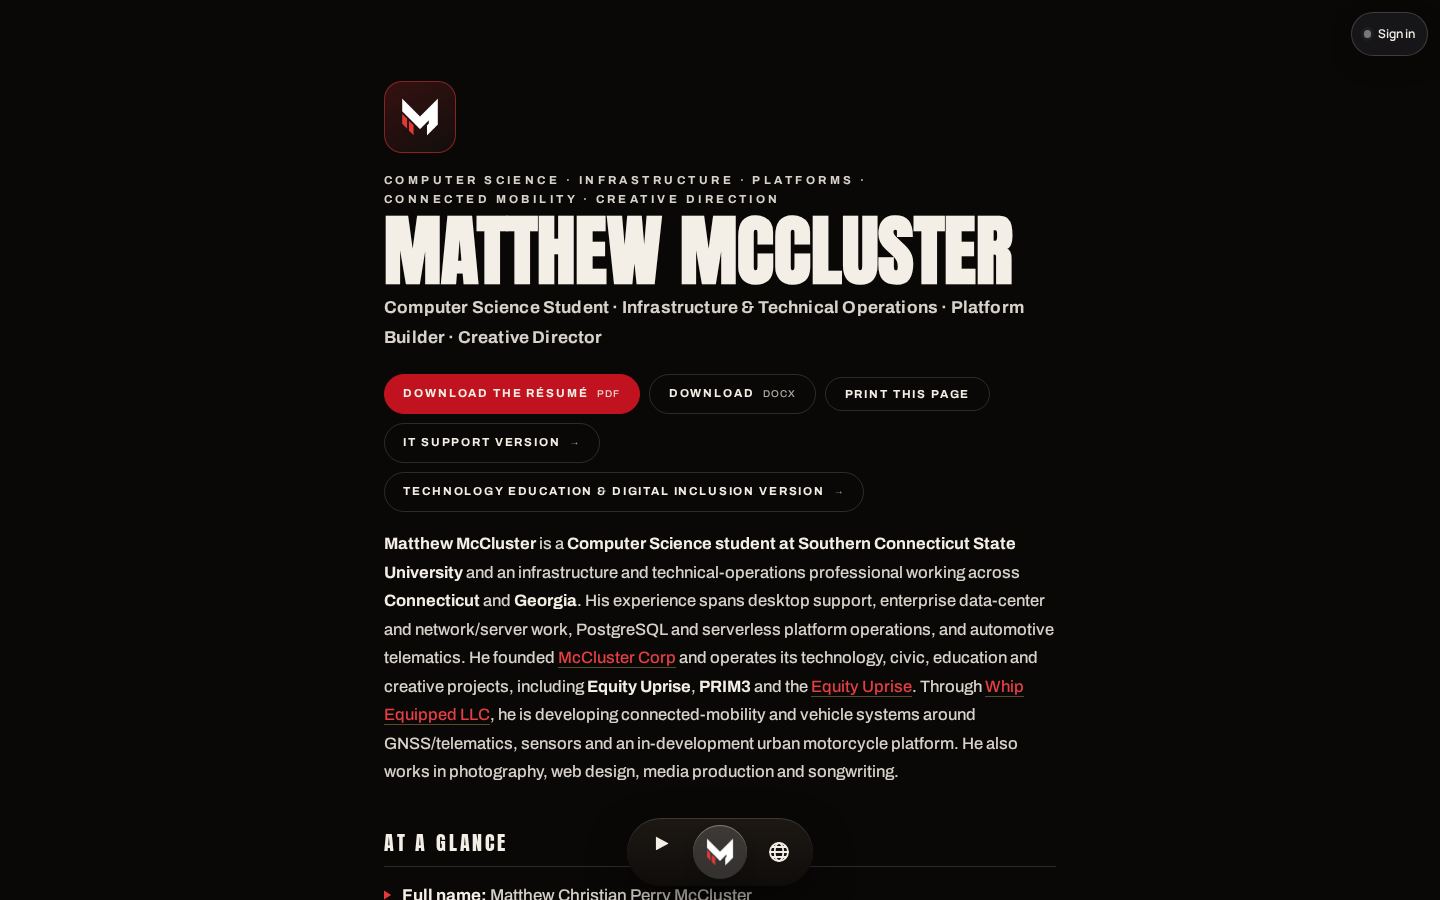 Sign in
COMPUTER SCIENCE · INFRASTRUCTURE · PLATFORMS ·
CONNECTED MOBILITY · CREATIVE DIRECTION
MATTHEW MCCLUSTER
Computer Science Student · Infrastructure & Technical Operations · Platform
Builder · Creative Director
DOWNLOAD THE RÉSUMÉ PDF
DOWNLOAD DOCX
PRINT THIS PAGE
IT SUPPORT VERSION →
TECHNOLOGY EDUCATION & DIGITAL INCLUSION VERSION →
Matthew McCluster is a Computer Science student at Southern Connecticut State
University and an infrastructure and technical-operations professional working across
Connecticut and Georgia. His experience spans desktop support, enterprise data-center
and network/server work, PostgreSQL and serverless platform operations, and automotive
telematics. He founded McCluster Corp and operates its technology, civic, education and
creative projects, including Equity Uprise, PRIM3 and the Equity Uprise. Through Whip
Equipped LLC, he is developing connected-mobility and vehicle systems around
GNSS/telematics, sensors and an in-development urban motorcycle platform. He also
works in photography, web design, media production and songwriting.
AT A GLANCE
Full name: Matthew Christian Perry McCluster